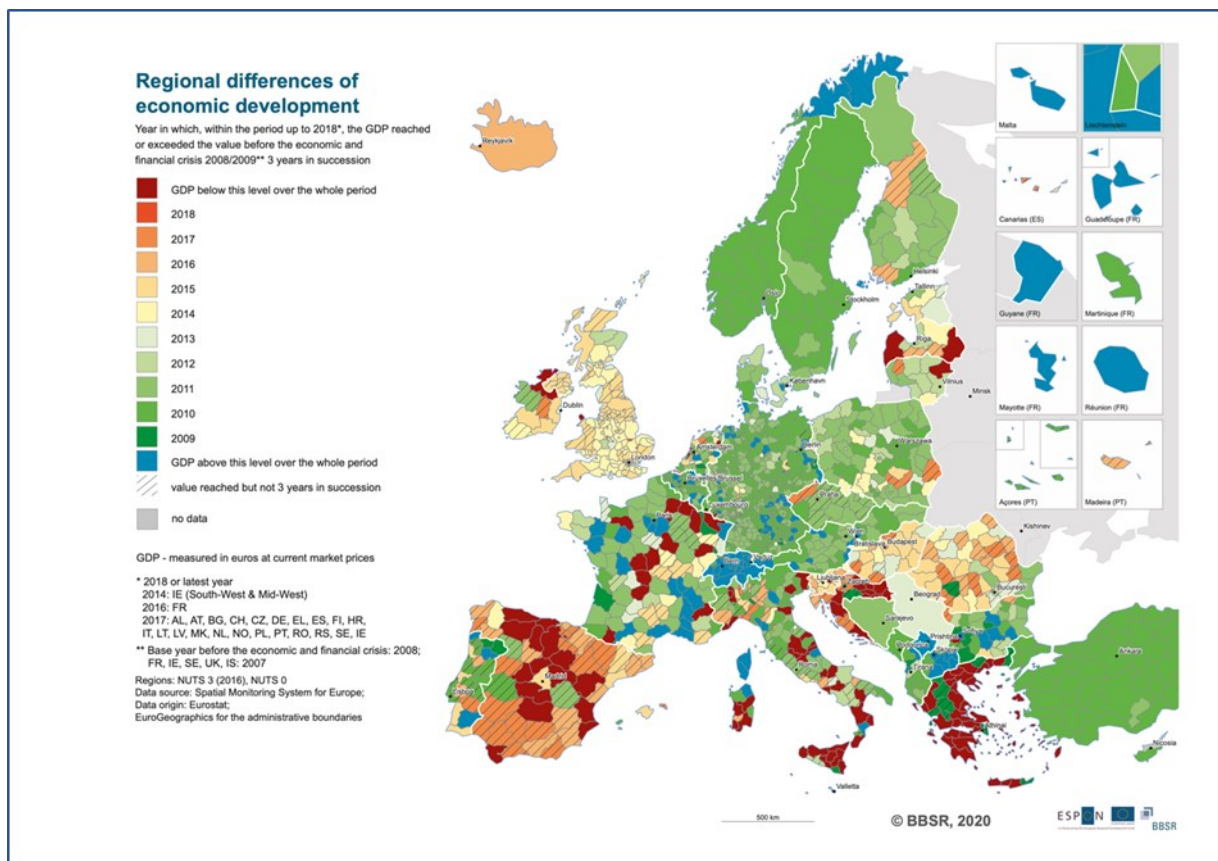 Regional differences of
economic development
Year in which, within the period up to 2018*, the GDP reached
or exceeded the value before the economic and
financial crisis 2008/2009** 3 years in succession
GDP below this level over the whole period
2018
2017
2016
2015
2014
2013
2012
2011
2010
2009
GDP above this level over the whole period
value reached but not 3 years in succession
no data
GDP - measured in euros at current market prices
* 2018 or latest year
2014: IE (South-West & Mid-West)
2016: FR
2017: AL, AT, BG, CH, CZ, DE, EL, ES, FI, HR,
IT, LT, LV, MK, NL, NO, PL, PT, RO, RS, SE, IE
** Base year before the economic and financial crisis: 2008;
FR, IE, SE, UK, IS: 2007
Regions: NUTS 3 (2016), NUTS 0
Data source: Spatial Monitoring System for Europe;
Data origin: Eurostat;
EuroGeographics for the administrative boundaries
Reykjavík
Oslo
Stockholm
Helsinki
Tallinn
Riga
Vilnius
Minsk
København
Dublin
London
Amsterdam
Berlin
Warszawa
Bruxelles/Brussel
Luxembourg
Praha
Paris
Wien
Bratislava
Budapest
Kishinev
Bern
Ljubljana
Zagreb
Beograd
Bucureşti
Sarajevo
Prishtina
Roma
Madrid
Lisboa
Ankara
Athinai
Nicosia
Valletta
Malta
Liechtenstein
Canarias (ES)
Guadeloupe (FR)
Guyane (FR)
Martinique (FR)
Mayotte (FR)
Réunion (FR)
Açores (PT)
Madeira (PT)
500 km
© BBSR, 2020
ESPON
BBSR